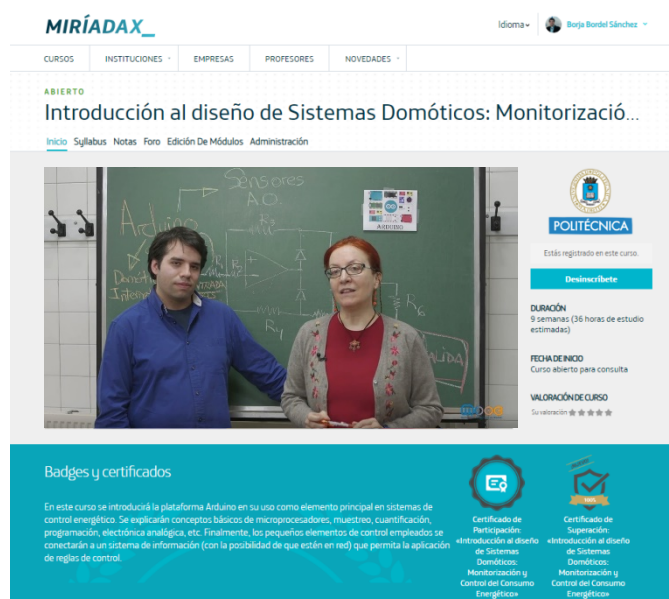 MIRÍADAX_
Idioma
Borja Bordel Sánchez
CURSOS INSTITUCIONES EMPRESAS PROFESORES NOVEDADES
ABIERTO
Introducción al diseño de Sistemas Domóticos: Monitorizació...
Inicio Syllabus Notas Foro Edición De Módulos Administración
Sensores
A.O.
Arduino
ARDUINO
R4
R6
POLITÉCNICA
Estás registrado en este curso.
Desinscríbete
DURACIÓN
9 semanas (36 horas de estudio
estimadas)
FECHA DE INICIO
Curso abierto para consulta
VALORACIÓN DE CURSO
Su valoración
Badges y certificados
En este curso se introducirá la plataforma Arduino en su uso como elemento principal en sistemas de
control energético. Se explicarán conceptos básicos de microprocesadores, muestreo, cuantificación,
programación, electrónica analógica, etc. Finalmente, los pequeños elementos de control empleados se
conectarán a un sistema de información (con la posibilidad de que estén en red) que permita la aplicación
de reglas de control.
Certificado de
Participación:
«Introducción al diseño
de Sistemas
Domóticos:
Monitorización y
Control del Consumo
Energético»
100%
Certificado de
Superación:
«Introducción al diseño
de Sistemas
Domóticos:
Monitorización y
Control del Consumo
Energético»